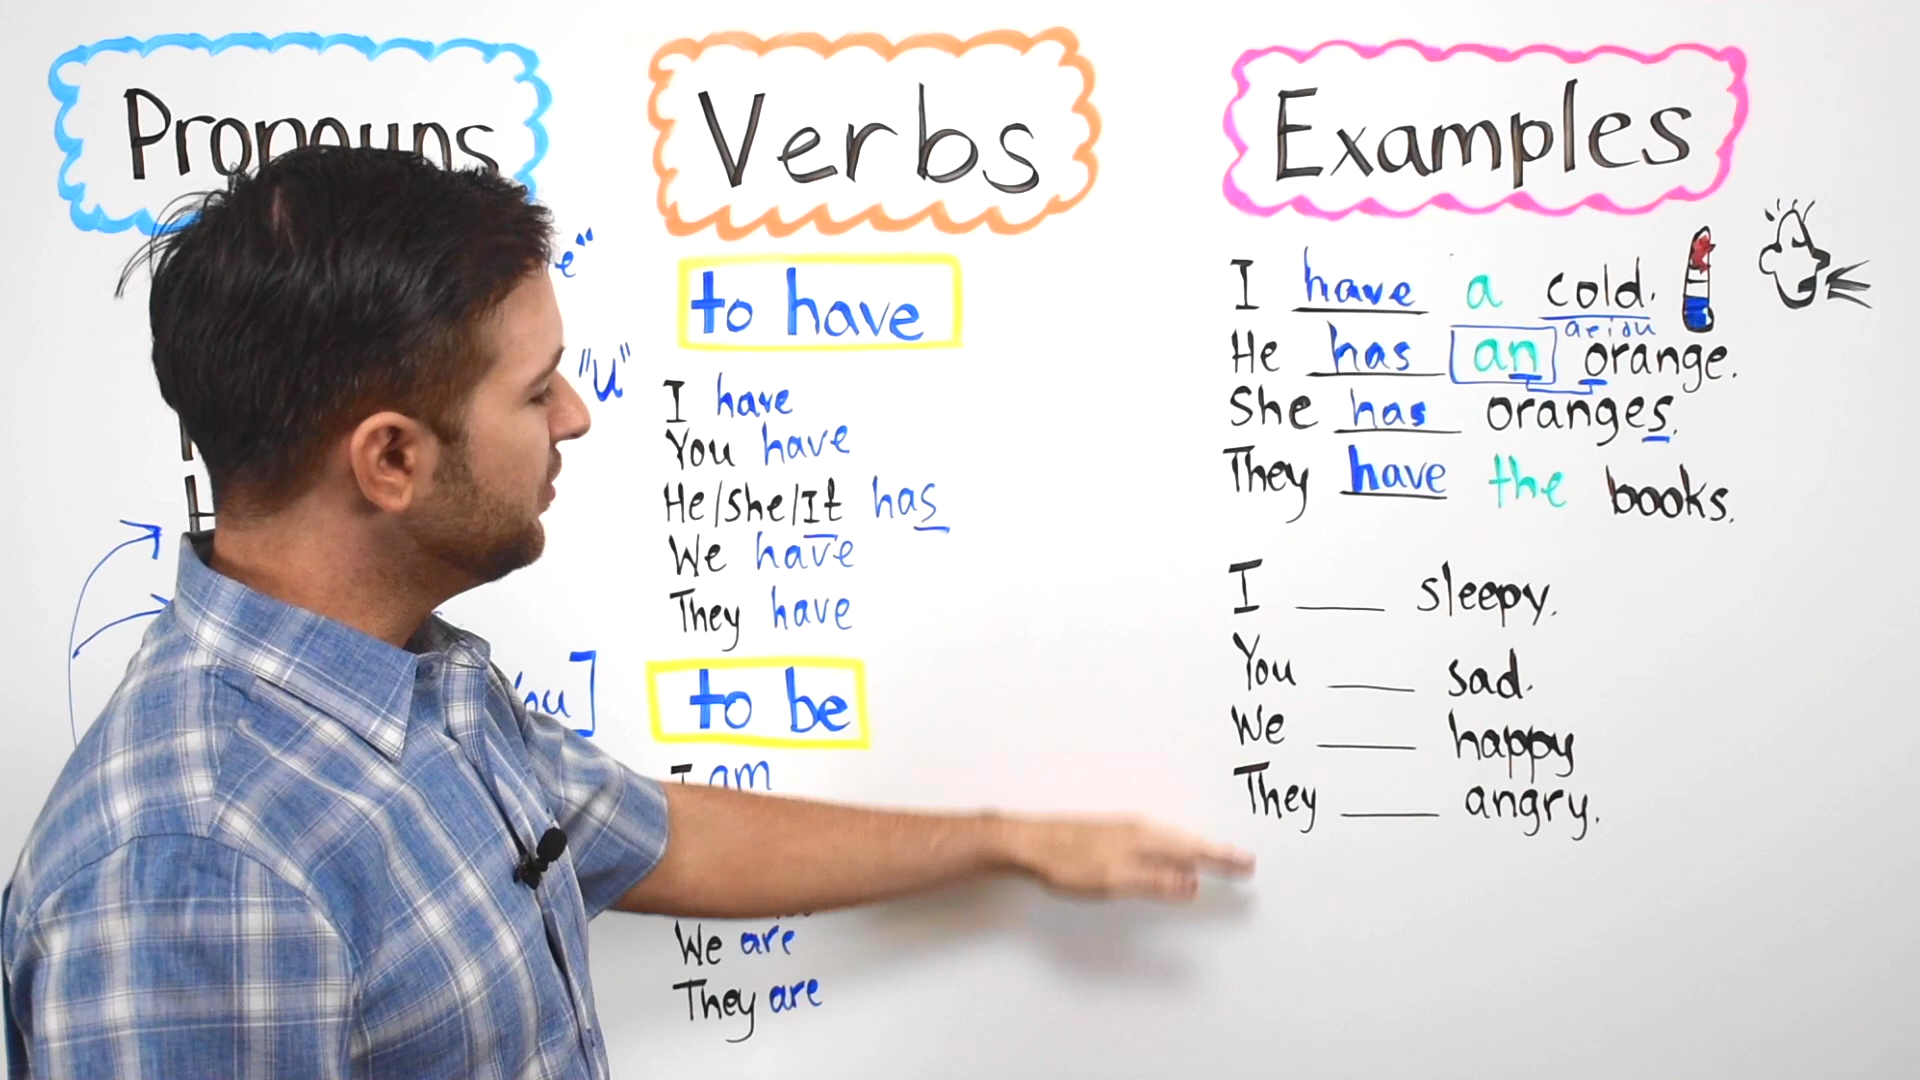 Pronouns
"u"
Verbs
to have
I have
You have
He/She/It has
We have
They have
to be
I am
We are
They are
Examples
I have a cold.
aeiou
He has an orange.
She has oranges.
They have the books.
I ___ sleepy.
You ___ sad.
We ___ happy
They ___ angry.